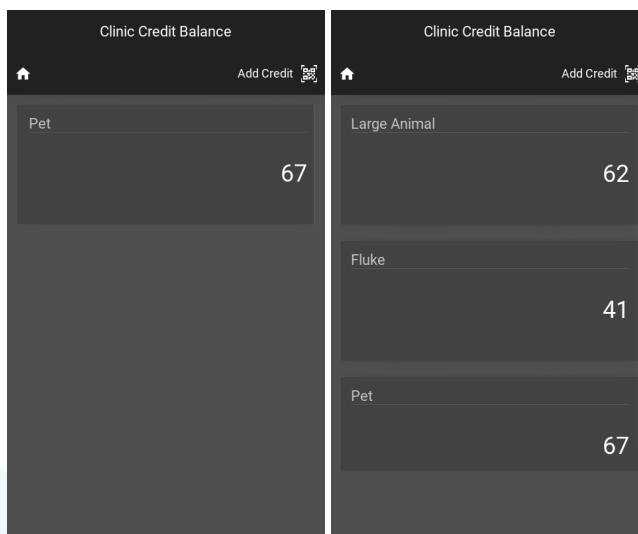 Clinic Credit Balance
Add Credit
Pet
67
Clinic Credit Balance
Add Credit
Large Animal
62
Fluke
41
Pet
67